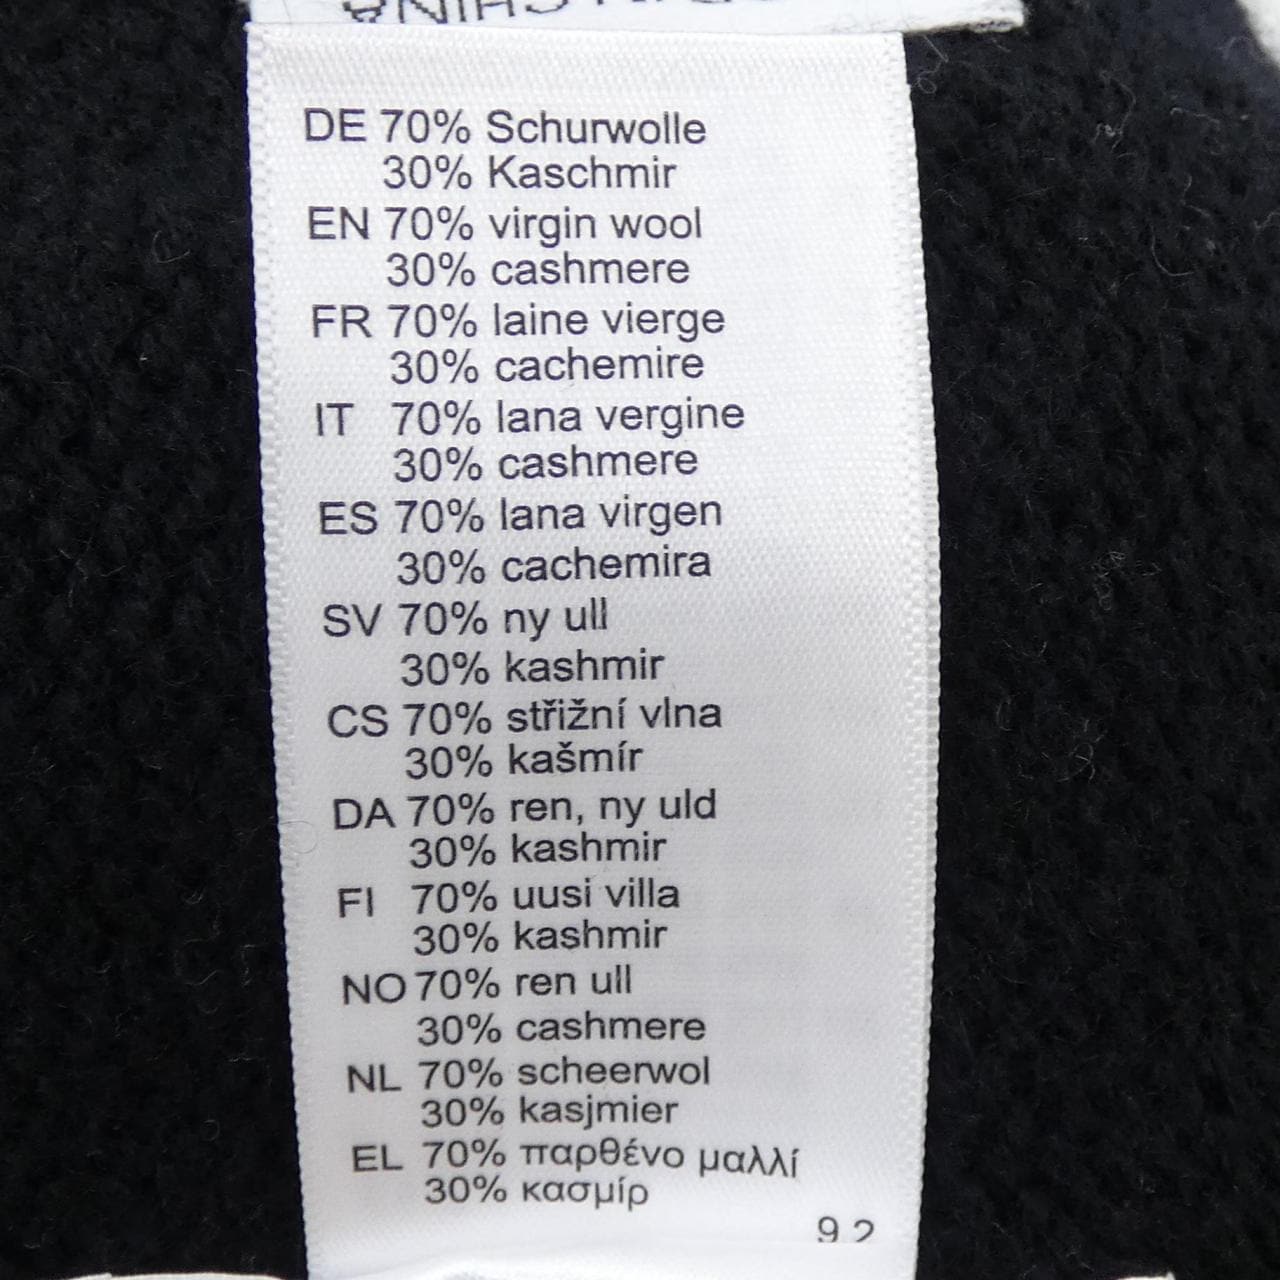 CHINA
DE 70% Schurwolle
30% Kaschmir
EN 70% virgin wool
30% cashmere
FR 70% laine vierge
30% cachemire
IT 70% lana vergine
30% cashmere
ES 70% lana virgen
30% cachemira
SV 70% ny ull
30% kashmir
CS 70% střižní vlna
30% kašmír
DA 70% ren, ny uld
30% kashmir
FI 70% uusi villa
30% kashmir
NO 70% ren ull
30% cashmere
NL 70% scheerwol
30% kasjmier
EL 70% παρθένο μαλλί
30% κασμίρ
9 2